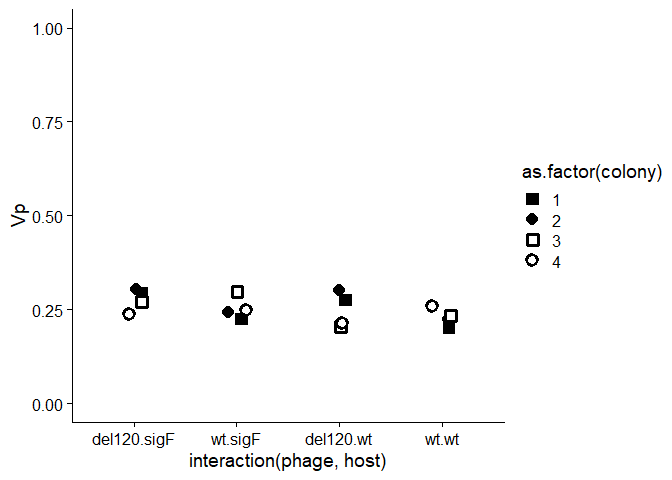 1.00
0.75
0.50
0.25
0.00
Vp
del120.sigF
wt.sigF
del120.wt
wt.wt
interaction(phage, host)
as.factor(colony)
1
2
3
4